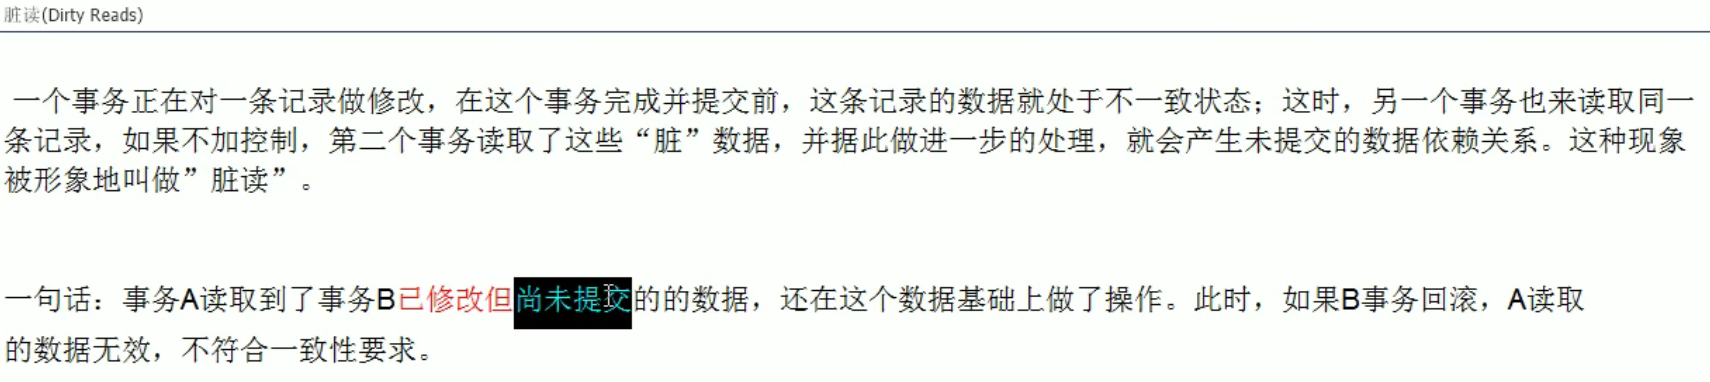 脏读(Dirty Reads)
一个事务正在对一条记录做修改，在这个事务完成并提交前，这条记录的数据就处于不一致状态；这时，另一个事务也来读取同一
条记录，如果不加控制，第二个事务读取了这些“脏”数据，并据此做进一步的处理，就会产生未提交的数据依赖关系。这种现象
被形象地叫做”脏读”。
一句话：事务A读取到了事务B已修改但尚未提交的的数据，还在这个数据基础上做了操作。此时，如果B事务回滚，A读取
的数据无效，不符合一致性要求。